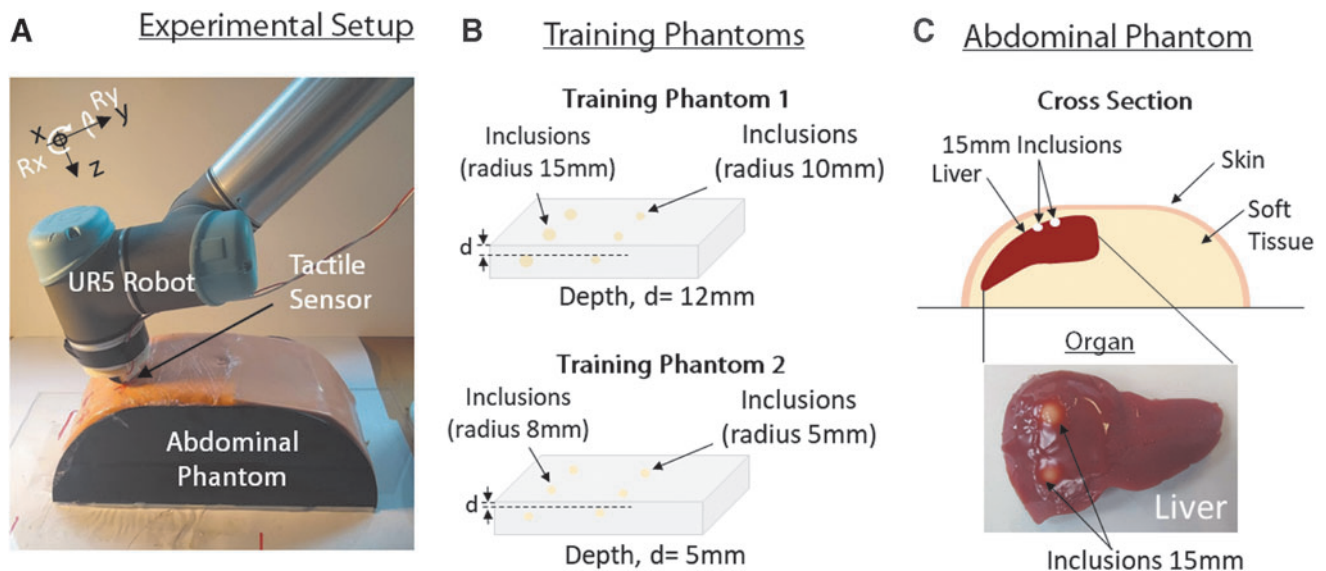 A
Experimental Setup
Ry
x
y
Rx
z
UR5 Robot
Tactile
Sensor
Abdominal
Phantom
B
Training Phantoms
Training Phantom 1
Inclusions
(radius 15mm)
Inclusions
(radius 10mm)
d
Depth, d= 12mm
Training Phantom 2
Inclusions
(radius 8mm)
Inclusions
(radius 5mm)
d
Depth, d= 5mm
C
Abdominal Phantom
Cross Section
15mm Inclusions
Liver
Skin
Soft
Tissue
Organ
Liver
Inclusions 15mm